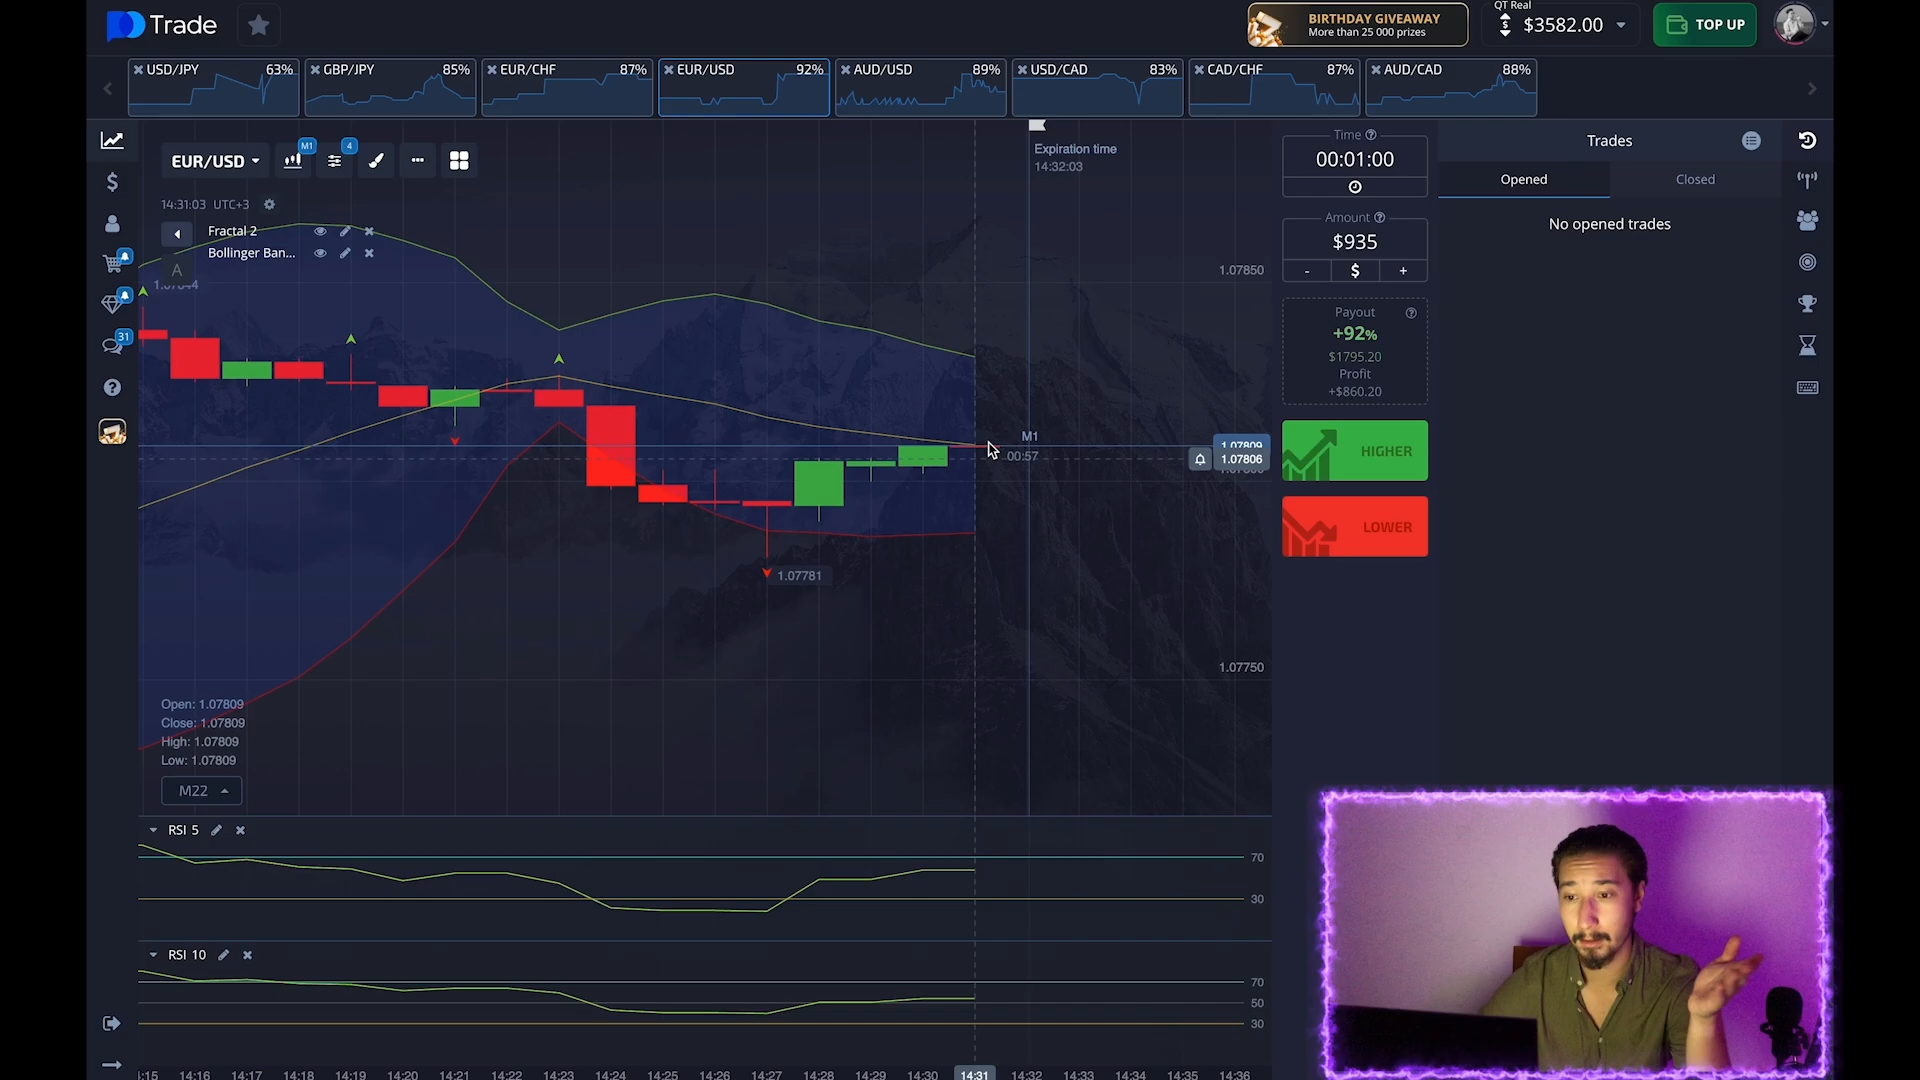 Trade
BIRTHDAY GIVEAWAY
More than 25 000 prizes
QT Real
$3582.00
TOP UP
USD/JPY 63%
GBP/JPY 85%
EUR/CHF 87%
EUR/USD 92%
AUD/USD 89%
USD/CAD 83%
CAD/CHF 87%
AUD/CAD 88%
EUR/USD
M1
4
14:31:03 UTC+3
Fractal 2
Bollinger Ban...
A
31
Expiration time
14:32:03
1.07850
M1
00:57
1.07809
1.07806
1.07781
1.07750
Open: 1.07809
Close: 1.07809
High: 1.07809
Low: 1.07809
M22
RSI 5
70
30
RSI 10
70
50
30
:15 14:16 14:17 14:18 14:19 14:20 14:21 14:22 14:23 14:24 14:25 14:26 14:27 14:28 14:29 14:30 14:31 14:32 14:33 14:34 14:35 14:36
Time
00:01:00
Amount
$935
- $ +
Payout
+92%
$1795.20
Profit
+$860.20
HIGHER
LOWER
Trades
Opened Closed
No opened trades